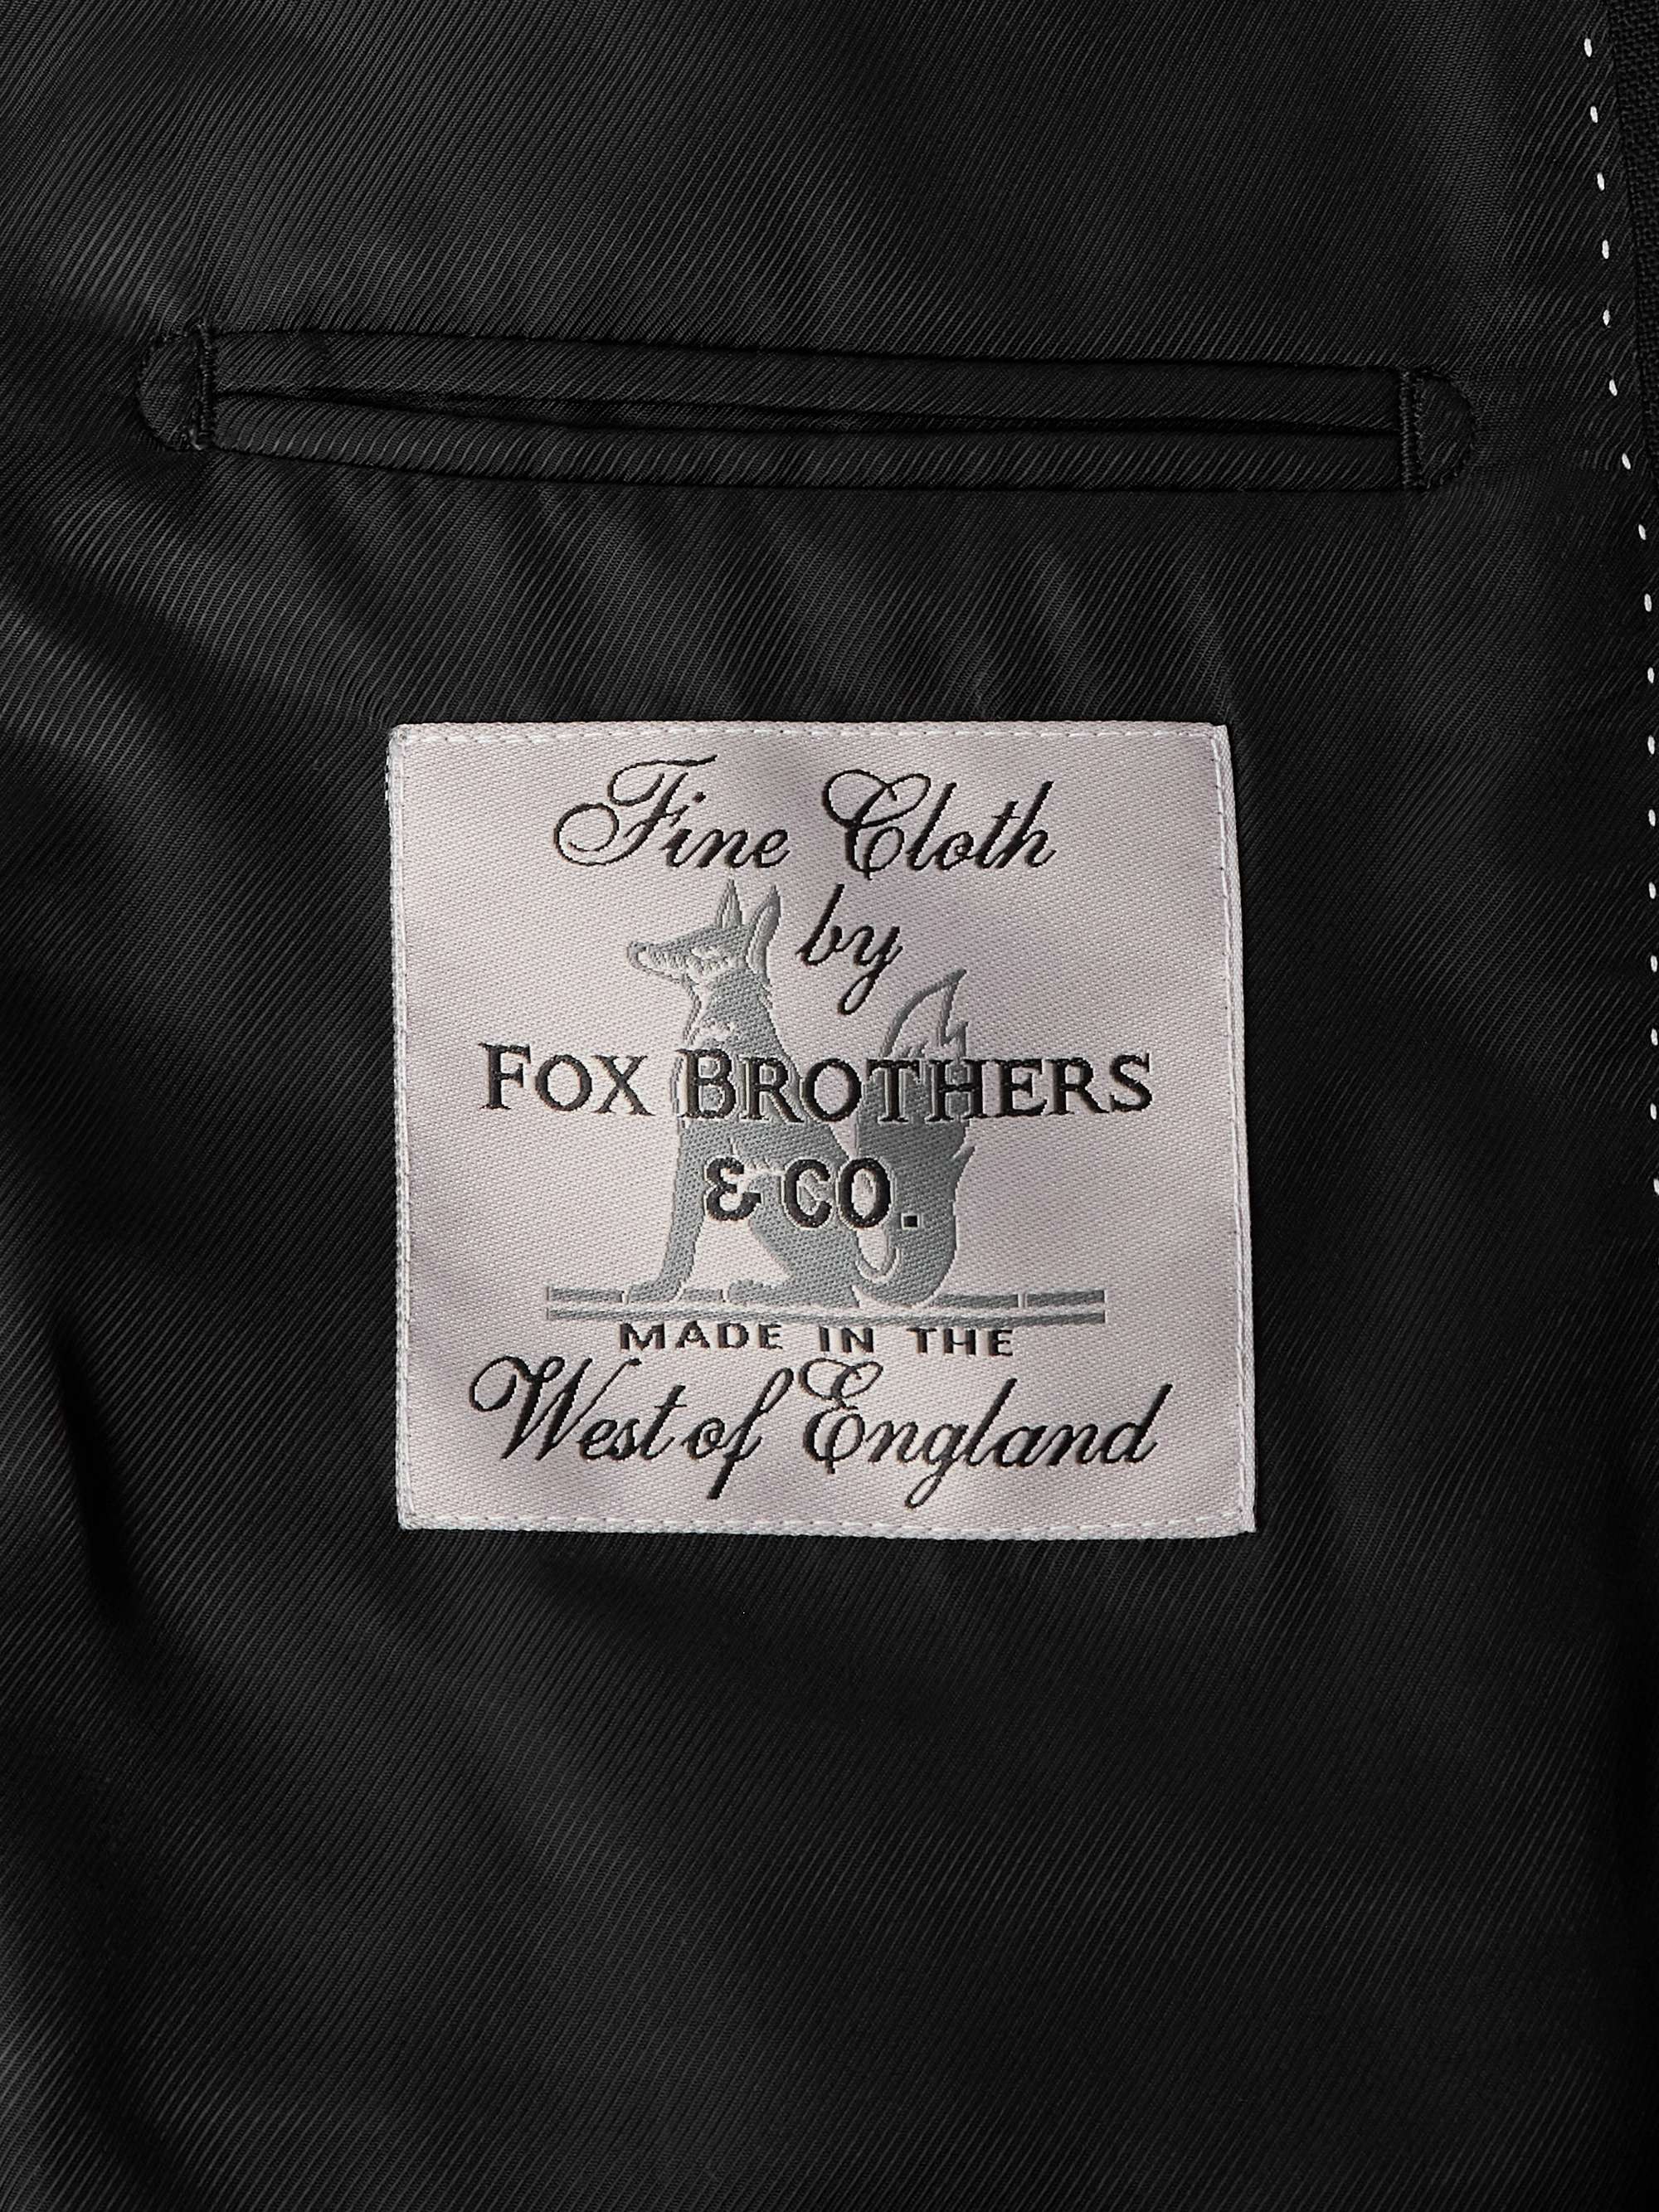 Fine Cloth
by
FOX BROTHERS
& CO.
MADE IN THE
West of England